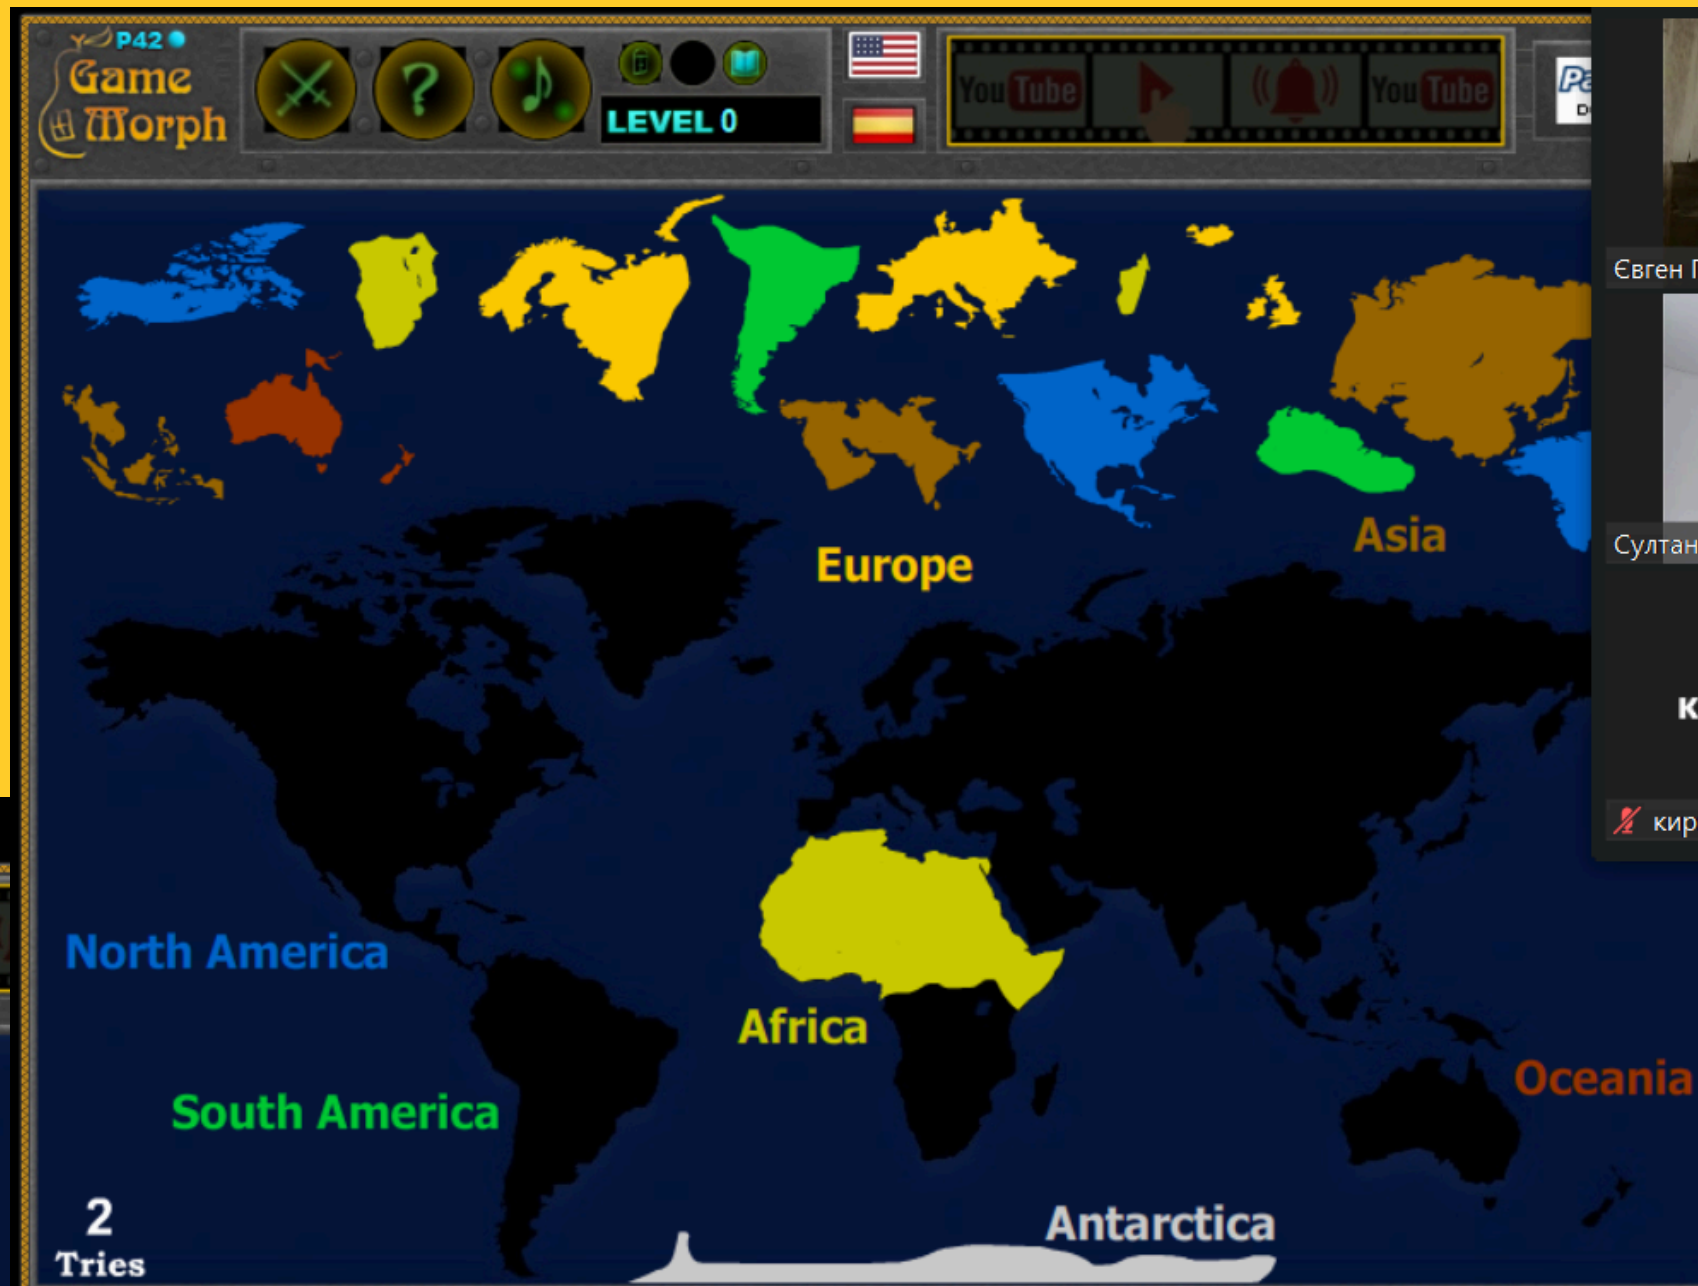 P42
Game
Morph
LEVEL 0
You Tube
You Tube
Євген
Султан
Europe
Asia
North America
Africa
South America
Oceania
Antarctica
2
Tries